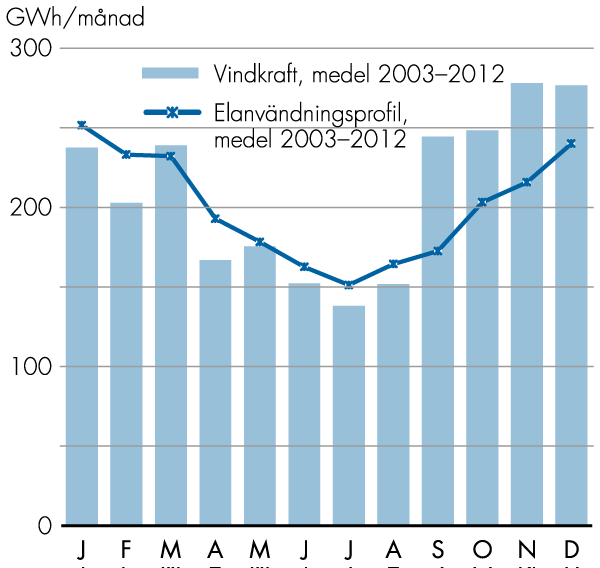 GWh/månad
300
Vindkraft, medel 2003–2012
Elanvändningsprofil,
medel 2003–2012
200
100
0
J F M A M J J A S O N D